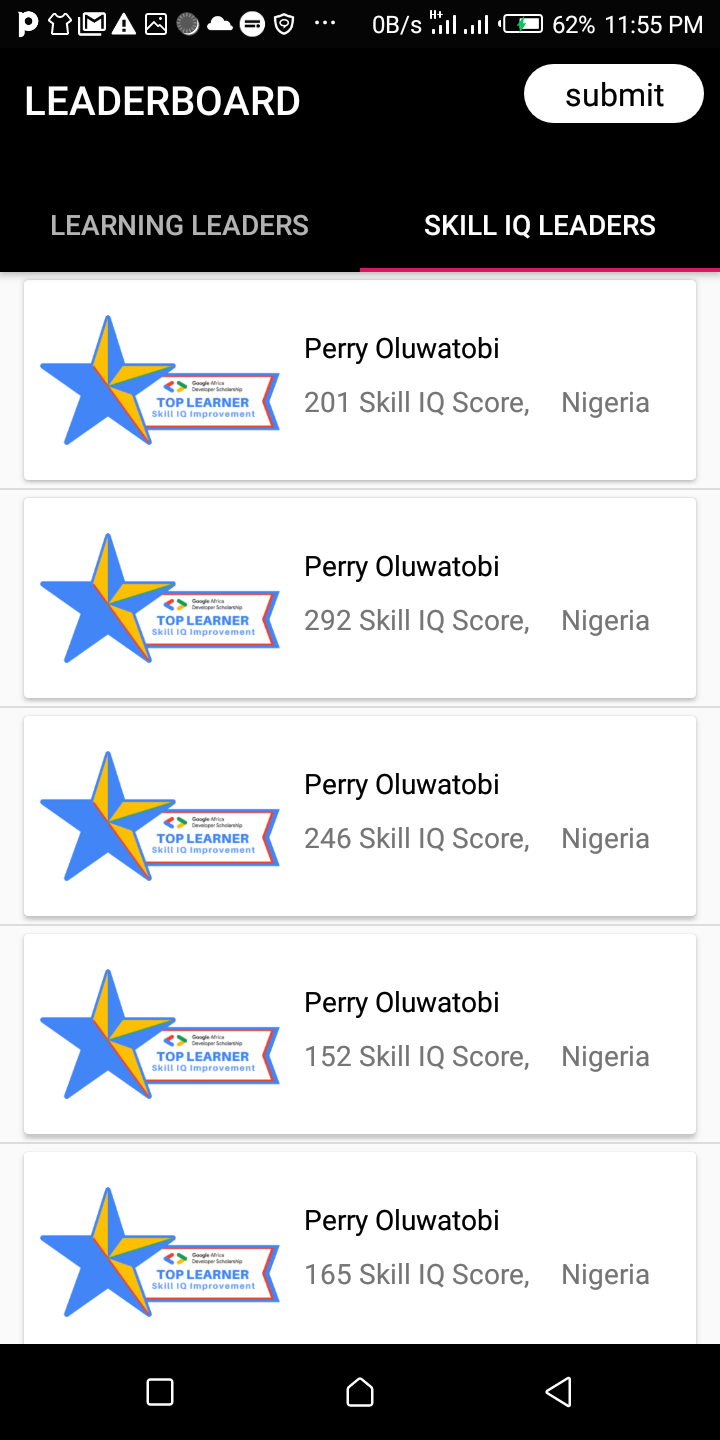 0B/s H+ 62% 11:55 PM
LEADERBOARD
submit
LEARNING LEADERS
SKILL IQ LEADERS
Perry Oluwatobi
Google Africa
Developer Scholarship
TOP LEARNER
Skill IQ Improvement
201 Skill IQ Score, Nigeria
Perry Oluwatobi
Google Africa
Developer Scholarship
TOP LEARNER
Skill IQ Improvement
292 Skill IQ Score, Nigeria
Perry Oluwatobi
Google Africa
Developer Scholarship
TOP LEARNER
Skill IQ Improvement
246 Skill IQ Score, Nigeria
Perry Oluwatobi
Google Africa
Developer Scholarship
TOP LEARNER
Skill IQ Improvement
152 Skill IQ Score, Nigeria
Perry Oluwatobi
Google Africa
Developer Scholarship
TOP LEARNER
Skill IQ Improvement
165 Skill IQ Score, Nigeria